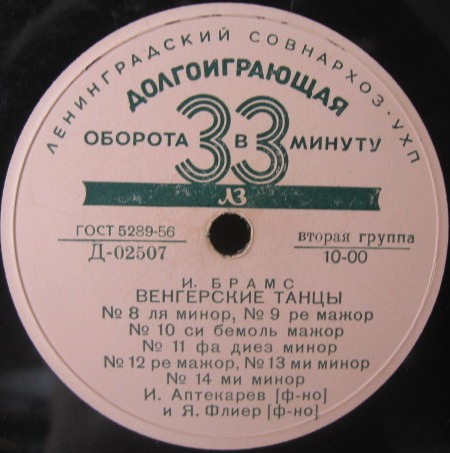 ЛЕНИНГРАДСКИЙ СОВНАРХОЗ·УХП
ДОЛГОИГРАЮЩАЯ
ОБОРОТА 33 В МИНУТУ
ЛЗ
ГОСТ 5289-56
Д-02507
вторая группа
10-00
И. БРАМС
ВЕНГЕРСКИЕ ТАНЦЫ
№ 8 ля минор, № 9 ре мажор
№ 10 си бемоль мажор
№ 11 фа диез минор
№ 12 ре мажор, № 13 ми минор
№ 14 ми минор
И. Аптекарев [ф-но]
и Я. Флиер [ф-но]